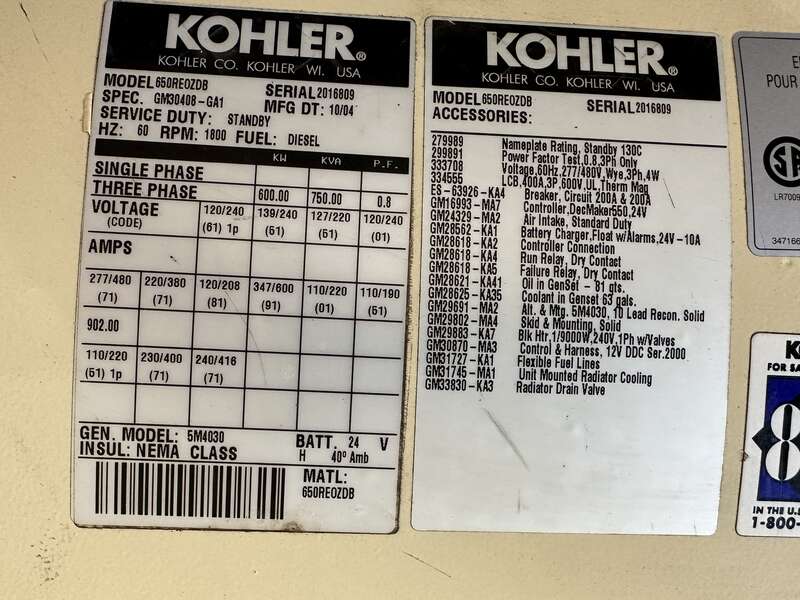 KOHLER®
KOHLER CO. KOHLER WI. USA
MODEL 650REOZDB
SPEC. GM30408-GA1 SERIAL 2016809
SERVICE DUTY: STANDBY MFG DT: 10/04
HZ: 60 RPM: 1800 FUEL: DIESEL
KW KVA P.F.
SINGLE PHASE
THREE PHASE 600.00 750.00 0.8
VOLTAGE 120/240 139/240 127/220 120/240
(CODE) (61) 1p (51) (61) (01)
AMPS
277/480 220/380 120/208 347/600 110/220 110/190
(71) (71) (81) (91) (01) (51)
902.00
110/220 230/400 240/416
(51) 1p (71) (71)
GEN. MODEL: 5M4030 BATT. 24 V
INSUL: NEMA CLASS H 40° Amb
MATL:
650REOZDB
KOHLER®
KOHLER CO. KOHLER WI. USA
MODEL 650REOZDB SERIAL 2016809
ACCESSORIES:
279989 Nameplate Rating, Standby 130C
299891 Power Factor Test,0.8,3Ph Only
333708 Voltage,60Hz,277/480V,Wye,3Ph,4W
334555 LCB,400A,3P,600V,UL,Therm Mag
ES-63926-KA4 Breaker, Circuit 200A & 200A
GM16993-MA7 Controller,DecMaker550,24V
GM24329-MA2 Air Intake, Standard Duty
GM28562-KA1 Battery Charger,Float w/Alarms,24V-10A
GM28618-KA2 Controller Connection
GM28618-KA4 Run Relay, Dry Contact
GM28618-KA5 Failure Relay, Dry Contact
GM28621-KA41 Oil in GenSet - 81 qts.
GM28625-KA35 Coolant in Genset 63 gals.
GM29691-MA2 Alt. & Mtg. 5M4030, 10 Lead Recon. Solid
GM29802-MA4 Skid & Mounting, Solid
GM29883-KA7 Blk Htr,1/9000W,240V,1Ph w/Valves
GM30870-MA3 Control & Harness, 12V DDC Ser.2000
GM31727-KA1 Flexible Fuel Lines
GM31745-MA1 Unit Mounted Radiator Cooling
GM33830-KA3 Radiator Drain Valve
POUR
SA
LR7009
347166
FOR SA
8
IN THE U.S
1-800-